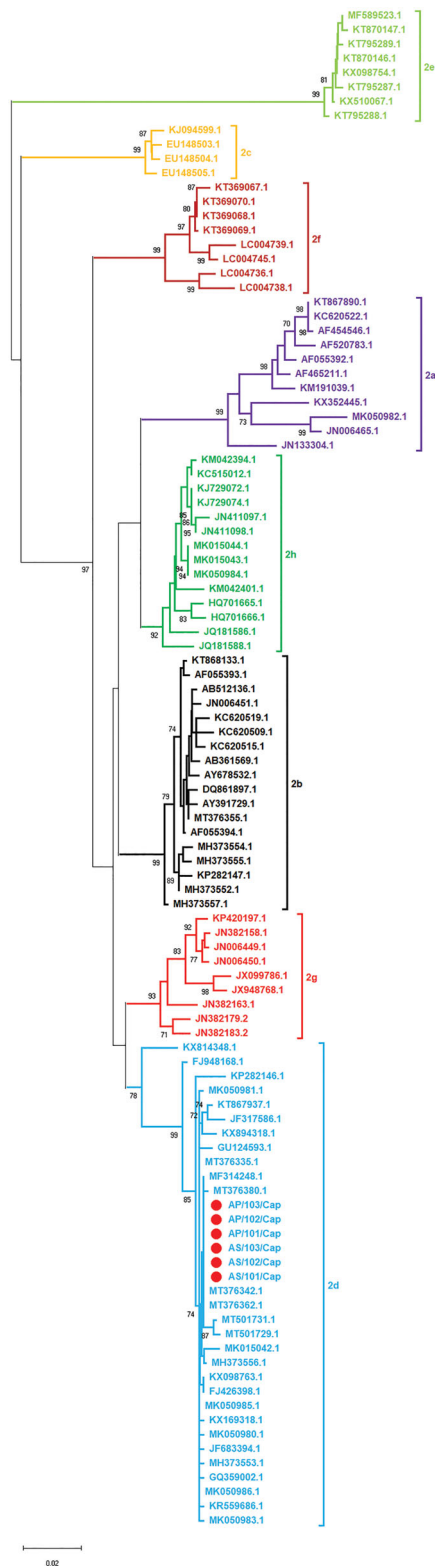 MF589523.1
KT870147.1
KT795289.1
KT870146.1
81
KX098754.1
2e
KT795287.1
99
KX510067.1
KT795288.1
KJ094599.1
87
EU148503.1
2c
99
EU148504.1
EU148505.1
87
KT369067.1
KT370070.1
80
KT369068.1
97
KT369069.1
2f
99
LC004739.1
99
LC004745.1
LC004736.1
99
LC004738.1
KT867890.1
98
KC620522.1
70
98
AF454546.1
AF520783.1
98
AF055392.1
AF465211.1
2a
KM191039.1
99
KX352445.1
73
MK050982.1
99
JN006465.1
JN133304.1
KM042394.1
KC515012.1
KJ729072.1
KJ729074.1
85
JN411097.1
86
95
JN411098.1
2h
MK015044.1
MK015043.1
94
94
MK050984.1
97
KM042401.1
HQ701665.1
83
HQ701666.1
92
JQ181586.1
JQ181588.1
KT868133.1
AF055393.1
AB512136.1
JN006451.1
KC620519.1
74
KC620509.1
KC620515.1
AB361569.1
AY678532.1
2b
79
DQ861897.1
AY391729.1
MT376355.1
AF055394.1
MH373554.1
99
MH373555.1
89
KP282147.1
MH373552.1
MH373557.1
KP420197.1
92
JN382158.1
83
JN006449.1
77
JN006450.1
2g
JX099786.1
98
JX948768.1
93
JN382163.1
JN382179.2
71
JN382183.2
KX814348.1
FJ948168.1
KP282146.1
78
MK050981.1
74
KT867937.1
72
JF317586.1
KX894318.1
99
GU124593.1
MT376335.1
MF314248.1
85
MT376380.1
AP/103/Cap
AP/102/Cap
AP/101/Cap
AS/103/Cap
AS/102/Cap
AS/101/Cap
2d
MT376342.1
MT376362.1
74
MT501731.1
87
MT501729.1
MK015042.1
MH373556.1
KX098763.1
FJ426398.1
MK050985.1
KX169318.1
MK050980.1
JF683394.1
MH373553.1
GQ359002.1
MK050986.1
KR559686.1
MK050983.1
0.02